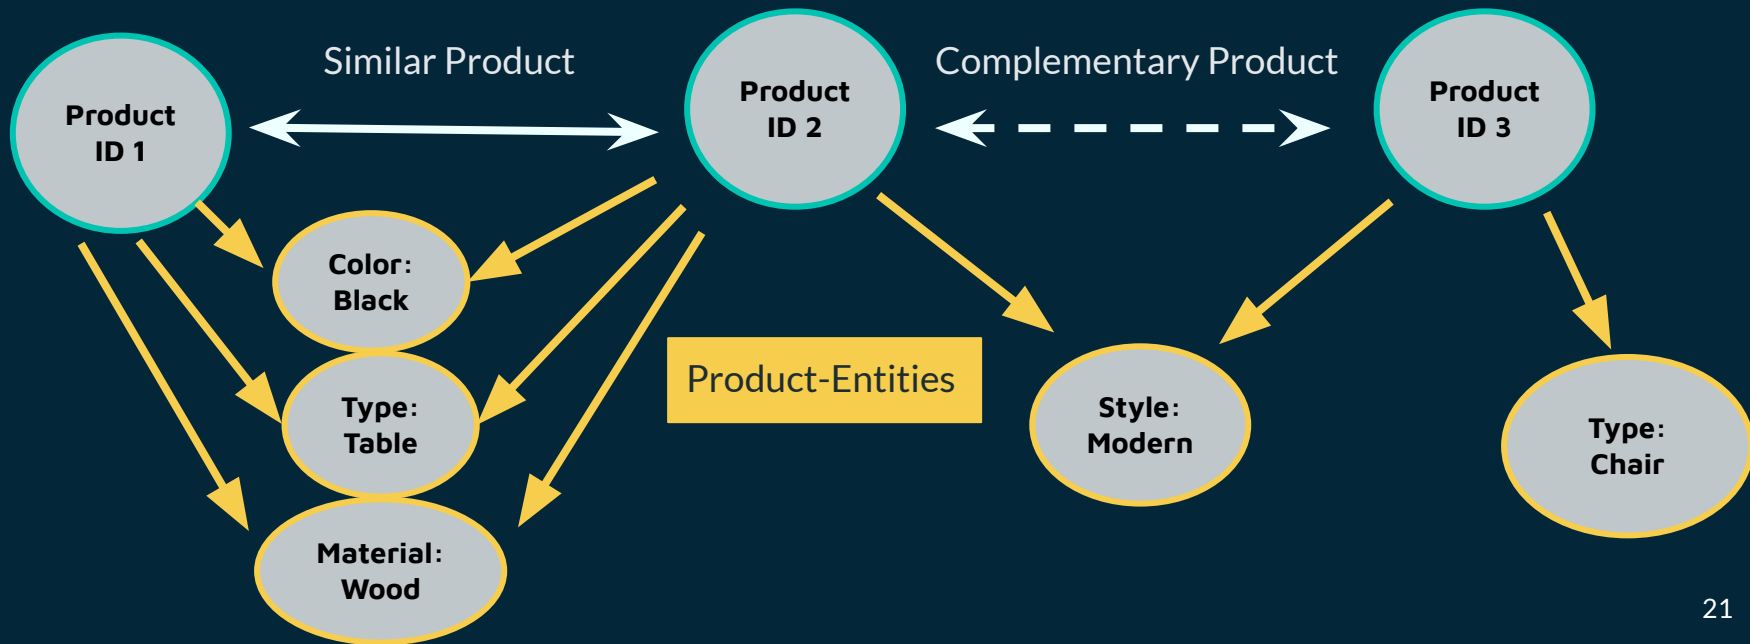 Similar Product
Complementary Product
Product
ID 1
Product
ID 2
Product
ID 3
Color:
Black
Type:
Table
Material:
Wood
Product-Entities
Style:
Modern
Type:
Chair
21